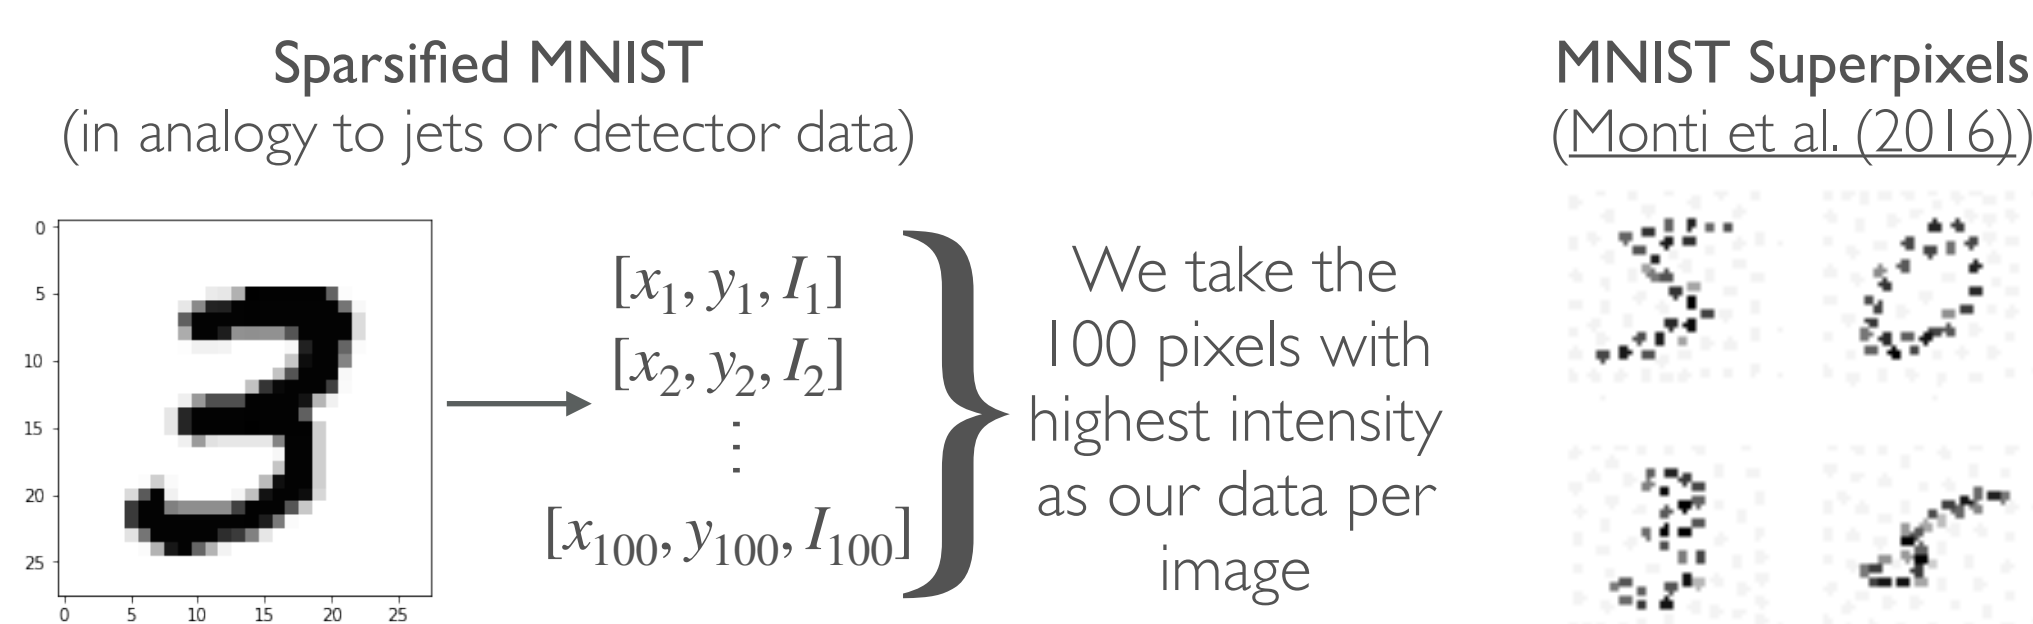 Sparsified MNIST
(in analogy to jets or detector data)
0
5
10
15
20
25
0 5 10 15 20 25
[x₁, y₁, I₁]
[x₂, y₂, I₂]
⋮
[x₁₀₀, y₁₀₀, I₁₀₀]
}
We take the
100 pixels with
highest intensity
as our data per
image
MNIST Superpixels
(Monti et al. (2016))